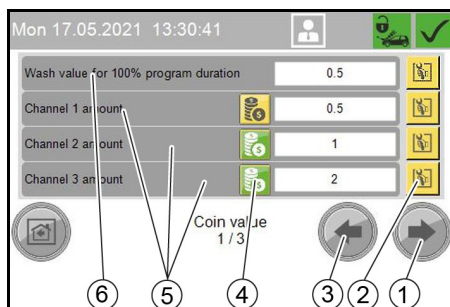 Mon 17.05.2021 13:30:41
Wash value for 100% program duration 0.5
Channel 1 amount 0.5
Channel 2 amount 1
Channel 3 amount 2
Coin value
1 / 3
6 5 4 3 2 1